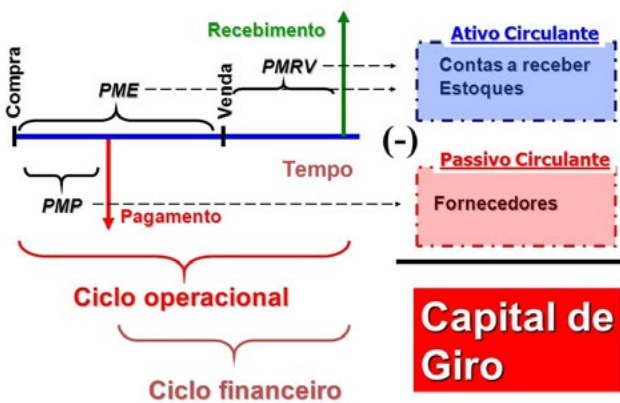 Recebimento
Compra
PME
Venda
PMRV
Ativo Circulante
Contas a receber
Estoques
(-)
Tempo
PMP
Pagamento
Passivo Circulante
Fornecedores
Ciclo operacional
Ciclo financeiro
Capital de
Giro